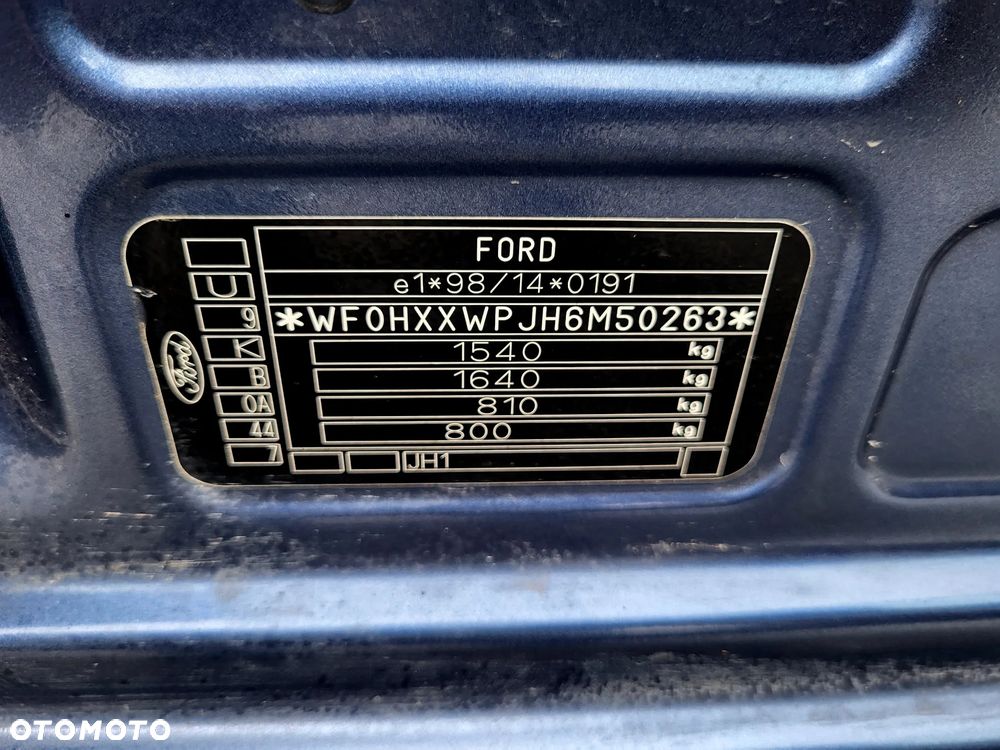 FORD
e1*98/14*0191
*WF0HXXWPJH6M50263*
1540 kg
1640 kg
810 kg
800 kg
JH1
U
9
K
B
0A
44
7
Ford
OTOMOTO